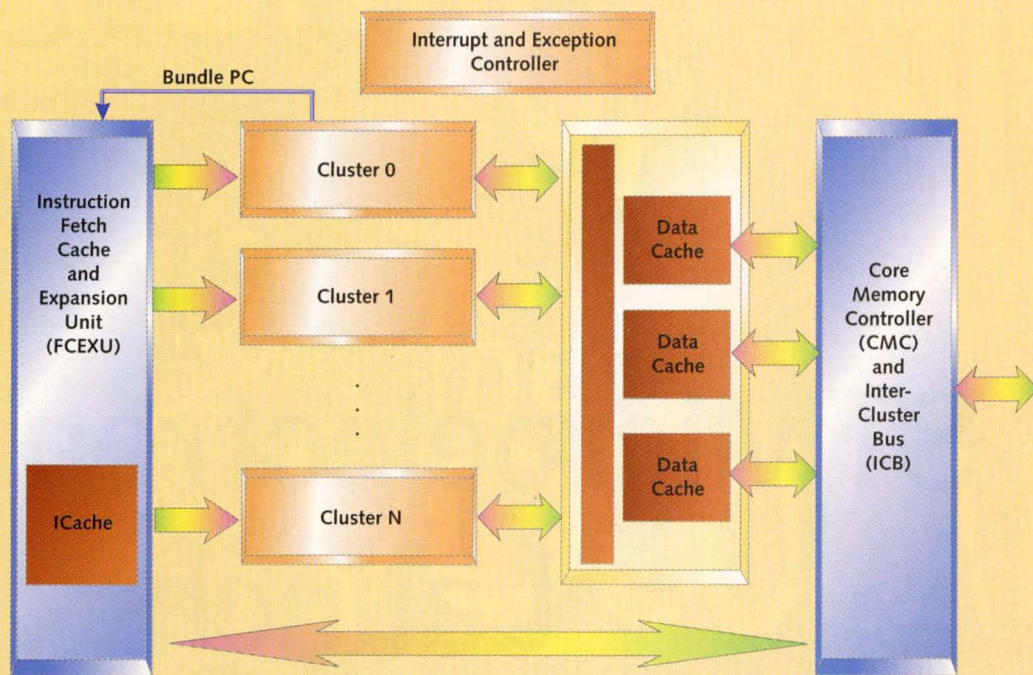 Interrupt and Exception
Controller
Bundle PC
Instruction
Fetch
Cache
and
Expansion
Unit
(FCEXU)
ICache
Cluster 0
Cluster 1
Cluster N
Data
Cache
Data
Cache
Data
Cache
Core
Memory
Controller
(CMC)
and
Inter-
Cluster
Bus
(ICB)